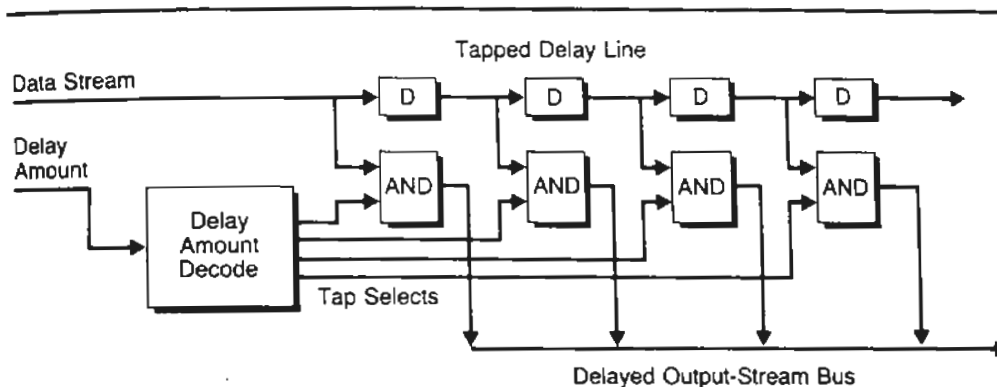 Tapped Delay Line
Data Stream
D
D
D
D
Delay
Amount
AND
AND
AND
AND
Delay
Amount
Decode
Tap Selects
Delayed Output-Stream Bus